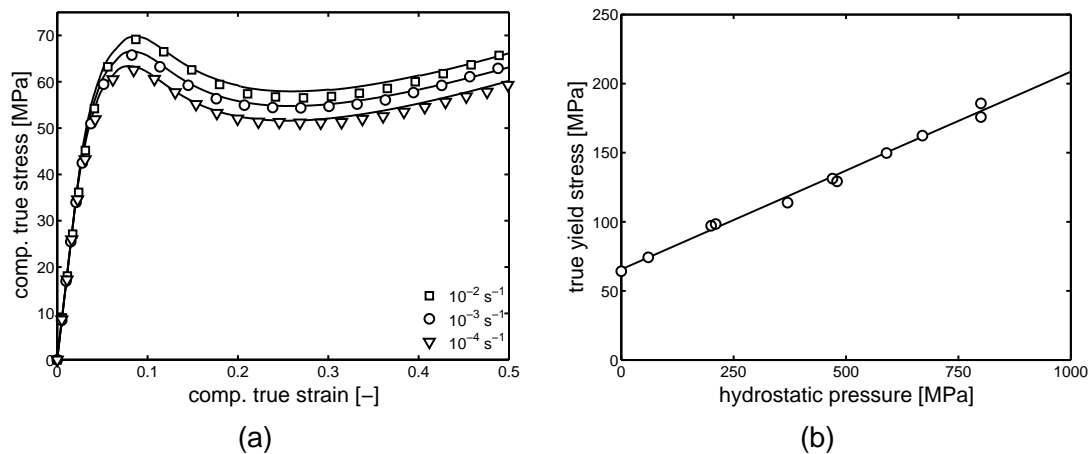 70
60
50
40
30
20
10
0
comp. true stress [MPa]
0 0.1 0.2 0.3 0.4 0.5
comp. true strain [−]
10⁻² s⁻¹
10⁻³ s⁻¹
10⁻⁴ s⁻¹
(a)
250
200
150
100
50
0
true yield stress [MPa]
0 250 500 750 1000
hydrostatic pressure [MPa]
(b)